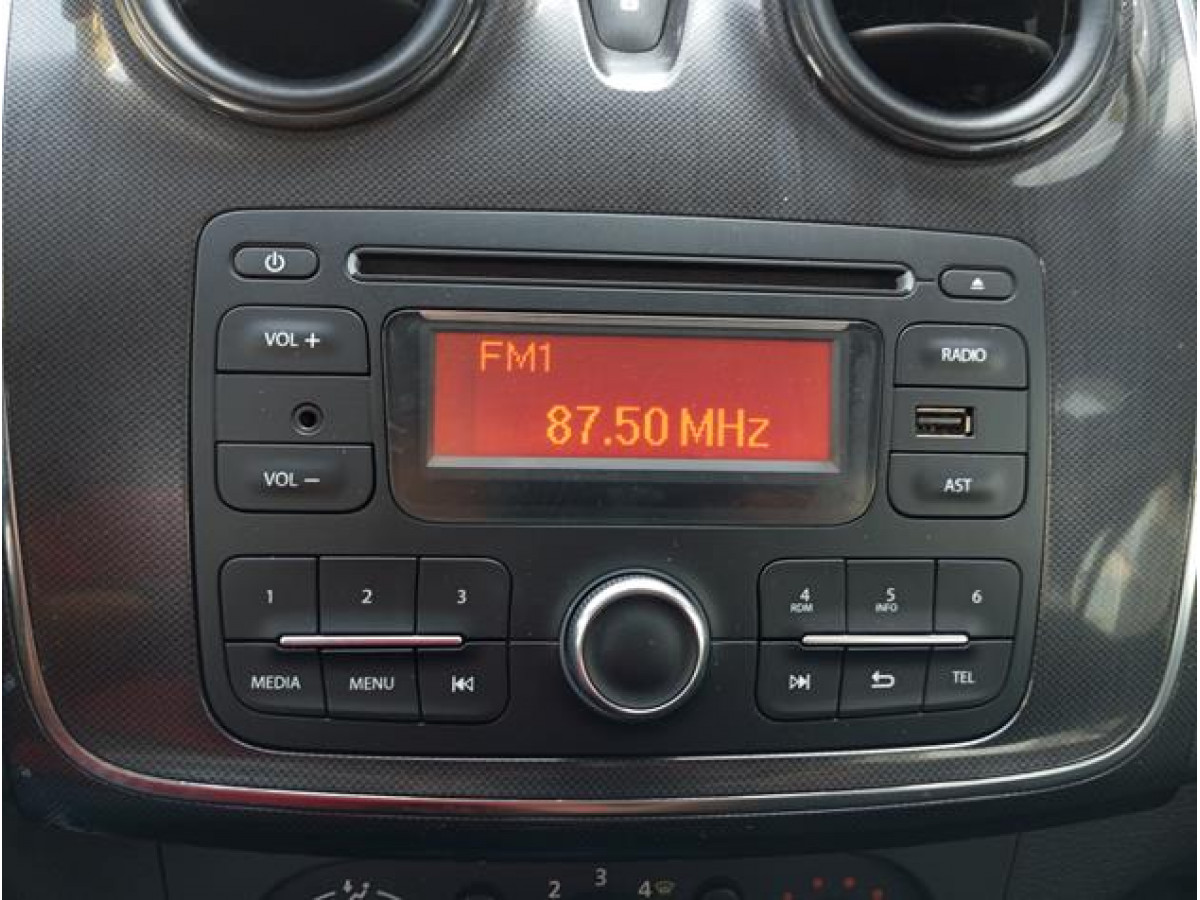 VOL +
FM1
RADIO
87.50 MHz
VOL –
AST
1 2 3
4 5 6
RDM INFO
MEDIA MENU
TEL
2 3 4